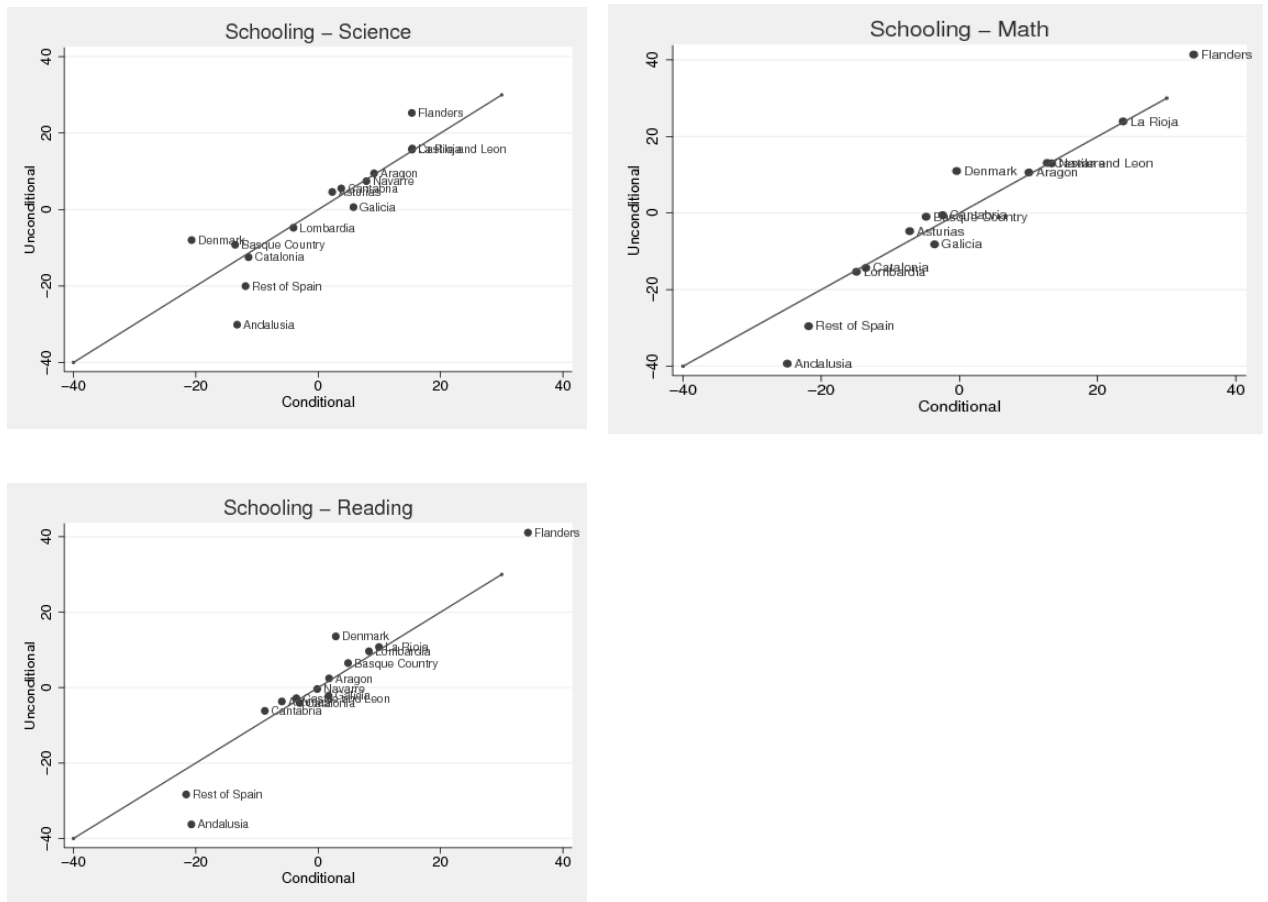 Schooling – Science
Unconditional
40
20
0
−20
−40
Flanders
La Rioja
Castile and Leon
Aragon
Navarre
Cantabria
Asturias
Galicia
Lombardia
Denmark
Basque Country
Catalonia
Rest of Spain
Andalusia
−40
−20
0
20
40
Conditional
Schooling – Math
Unconditional
40
20
0
−20
−40
Flanders
La Rioja
Navarra
Castile and Leon
Denmark
Aragon
Cantabria
Basque Country
Asturias
Galicia
Catalonia
Lombardia
Rest of Spain
Andalusia
−40
−20
0
20
40
Conditional
Schooling – Reading
Unconditional
40
20
0
−20
−40
Flanders
Denmark
La Rioja
Lombardia
Basque Country
Aragon
Navarre
Galicia
Castile and Leon
Catalonia
Cantabria
Rest of Spain
Andalusia
−40
−20
0
20
40
Conditional